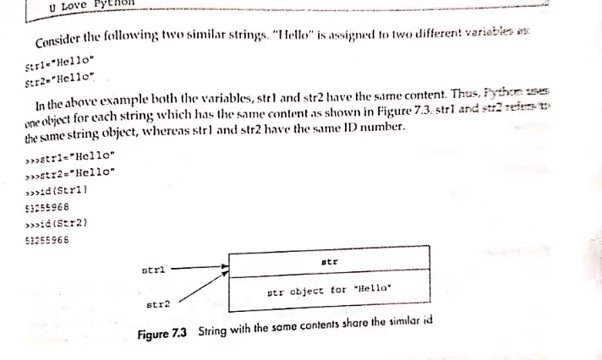 U Love Python
Consider the following two similar strings. "Hello" is assigned to two different variables as:
str1="Hello"
str2="Hello".
In the above example both the variables, str1 and str2 have the same content. Thus, Python uses
one object for each string which has the same content as shown in Figure 7.3. str1 and str2 refers to
the same string object, whereas str1 and str2 have the same ID number.
>>>str1="Hello"
>>>str2="Hello"
>>>id(Str1)
53255968
>>>id(Str2)
53255968
str1
str
str2
str object for "Hello"
Figure 7.3 String with the same contents share the similar id